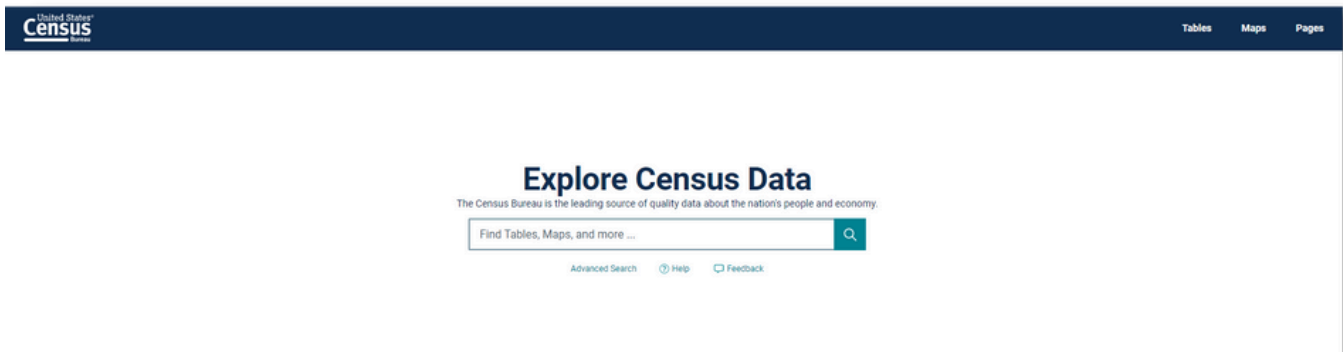 United States®
Census
Bureau
Tables Maps Pages
Explore Census Data
The Census Bureau is the leading source of quality data about the nation's people and economy.
Find Tables, Maps, and more ...
Advanced Search Help Feedback